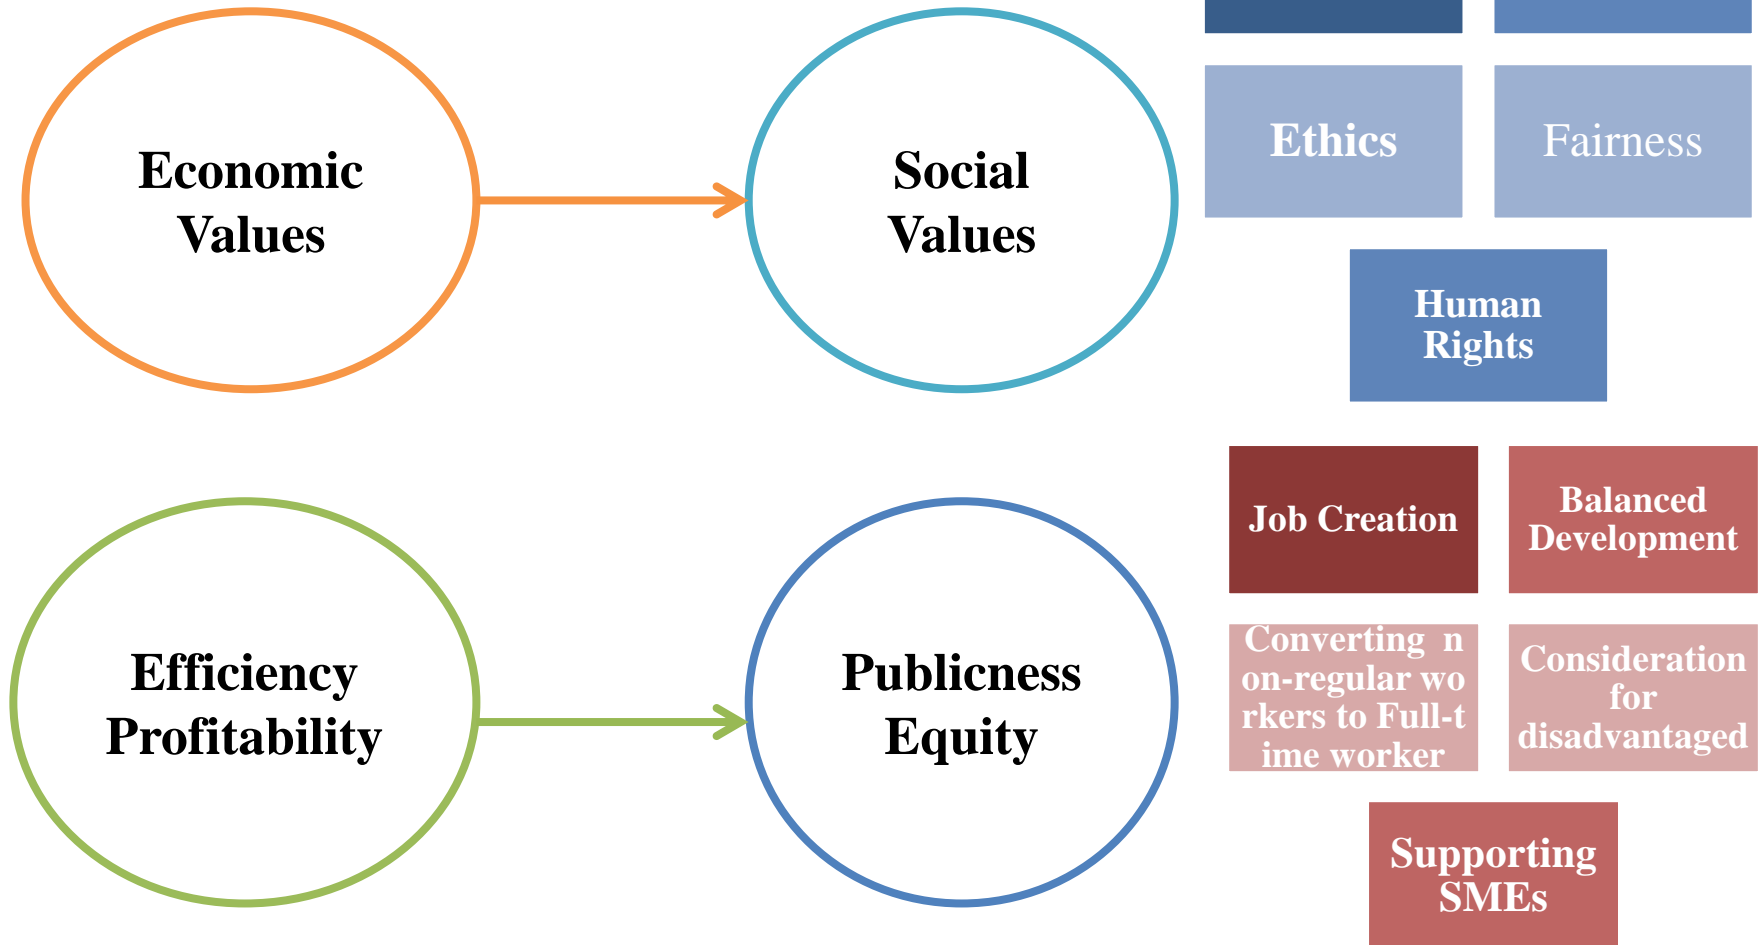 Economic
Values
Social
Values
Ethics
Fairness
Human
Rights
Efficiency
Profitability
Publicness
Equity
Job Creation
Balanced
Development
Converting  n
on-regular wo
rkers to Full-t
ime worker
Consideration
for
disadvantaged
Supporting
SMEs